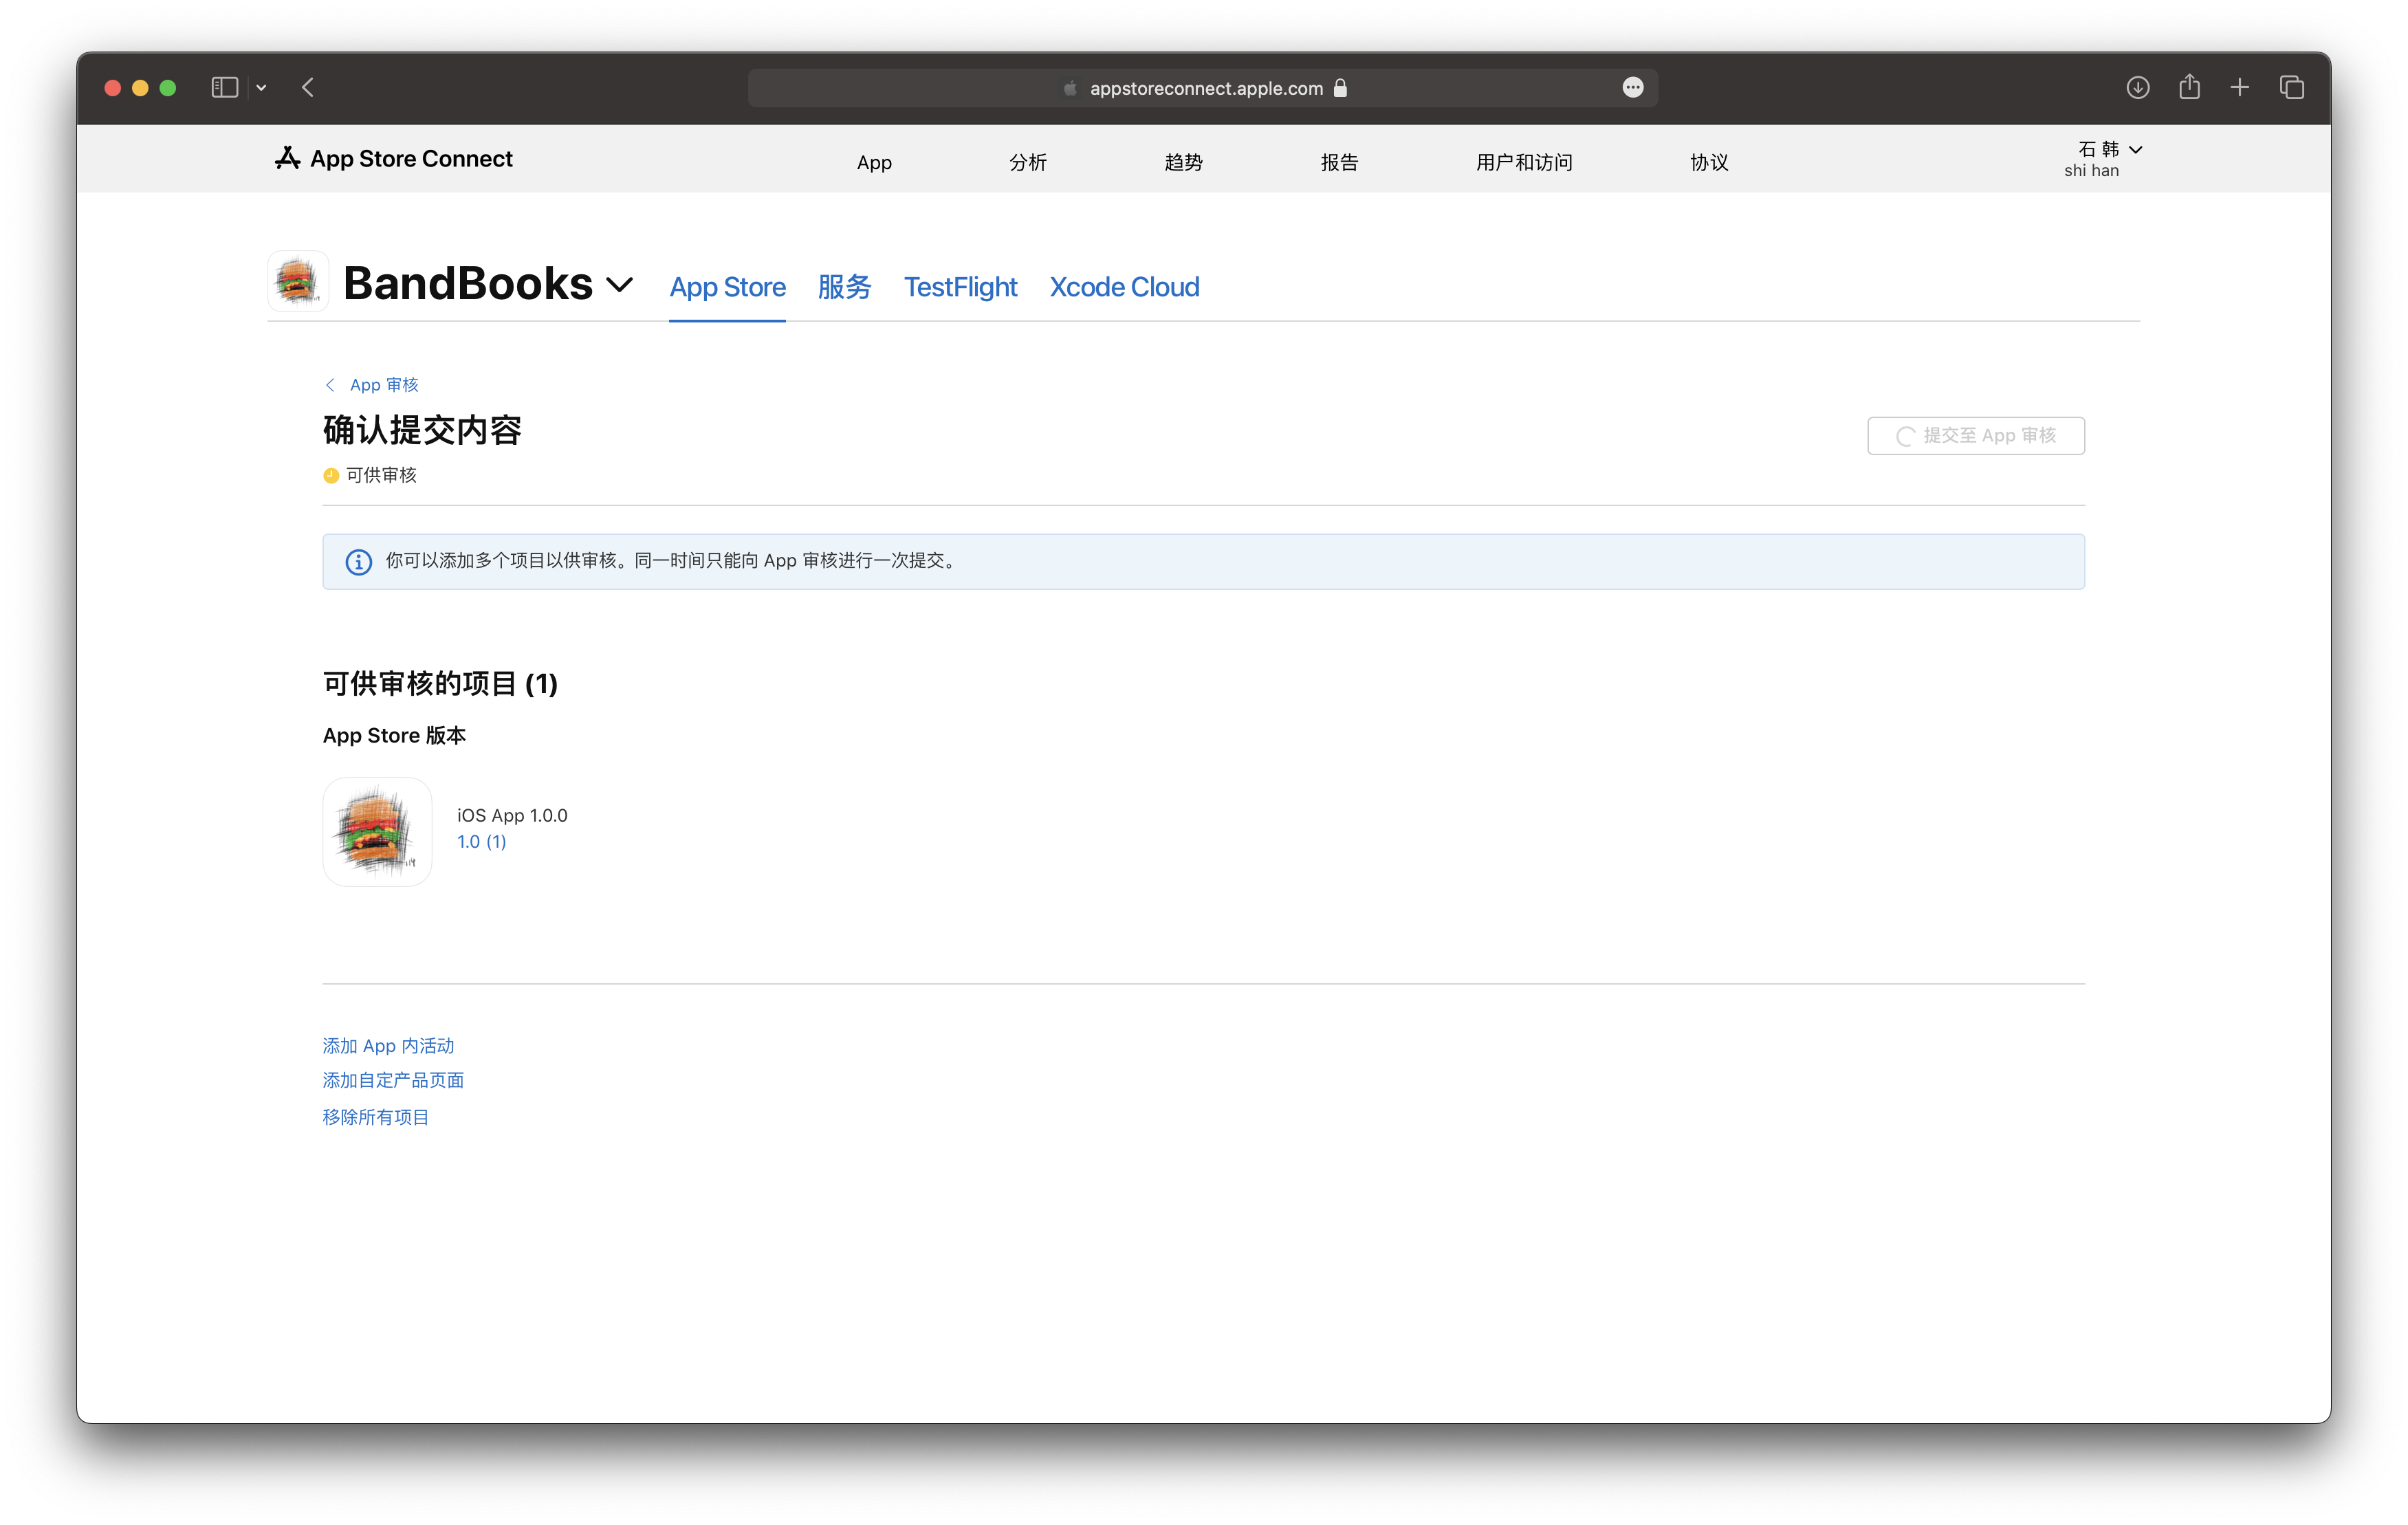 appstoreconnect.apple.com
App Store Connect
App
分析
趋势
报告
用户和访问
协议
石 韩
shi han
BandBooks
App Store
服务
TestFlight
Xcode Cloud
App 审核
确认提交内容
提交至 App 审核
可供审核
你可以添加多个项目以供审核。同一时间只能向 App 审核进行一次提交。
可供审核的项目 (1)
App Store 版本
iOS App 1.0.0
1.0 (1)
添加 App 内活动
添加自定产品页面
移除所有项目